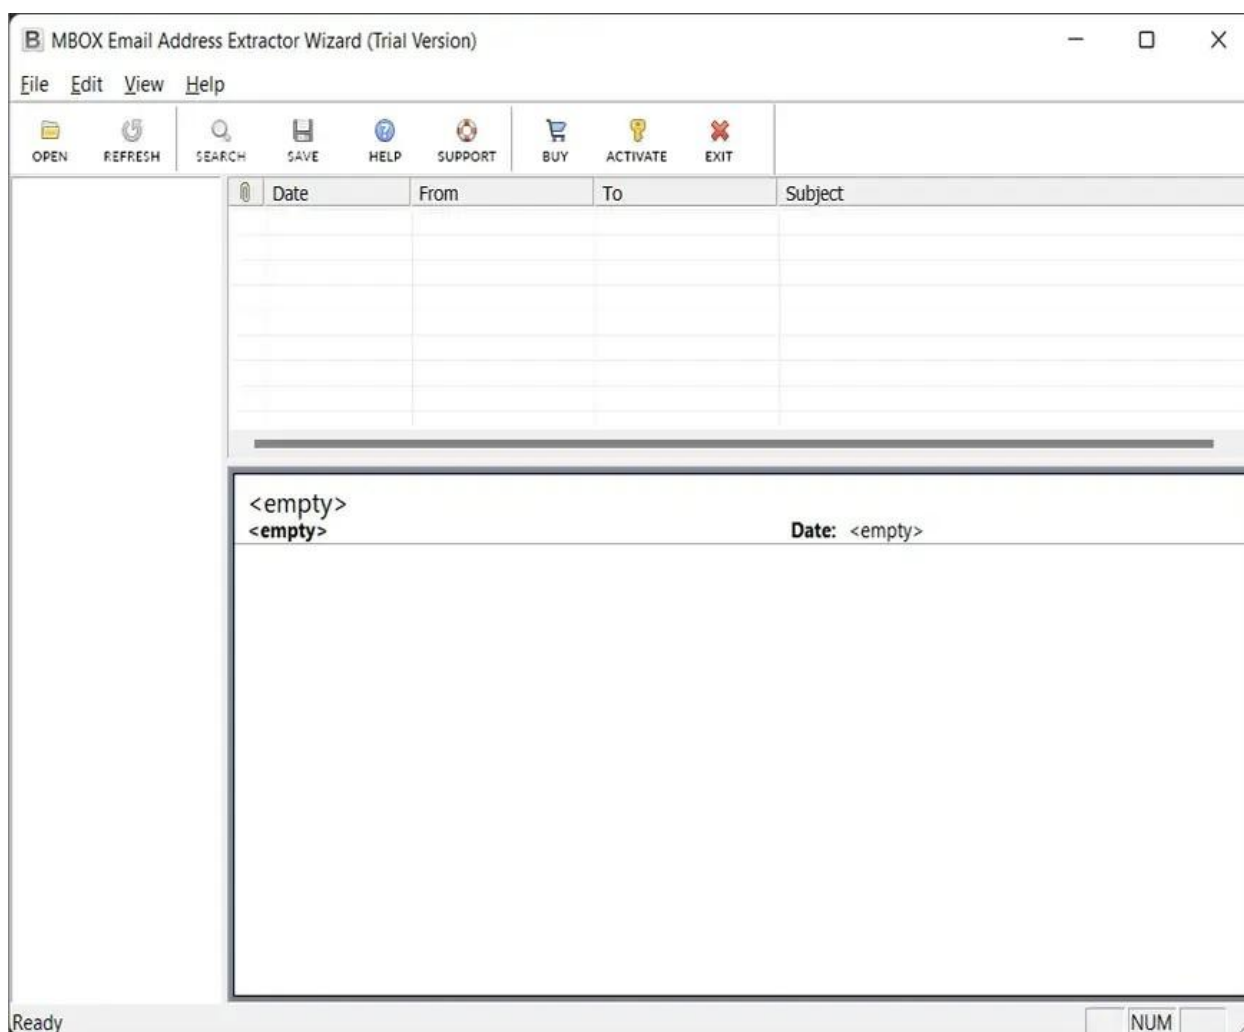 B MBOX Email Address Extractor Wizard (Trial Version)
File Edit View Help
OPEN REFRESH SEARCH SAVE HELP SUPPORT BUY ACTIVATE EXIT
Date From To Subject
<empty>
<empty> Date: <empty>
Ready NUM